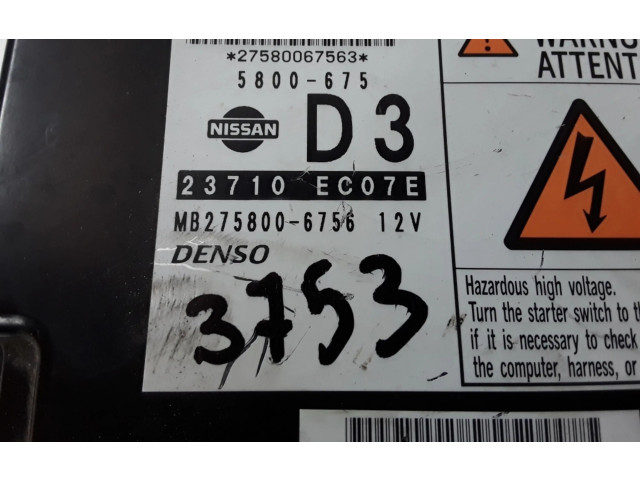 *27580067563*
5800-675
NISSAN D3
23710 EC07E
MB275800-6756 12V
DENSO
3753
ATTENT
Hazardous high voltage.
Turn the starter switch to
if it is necessary to check
the computer, harness, or